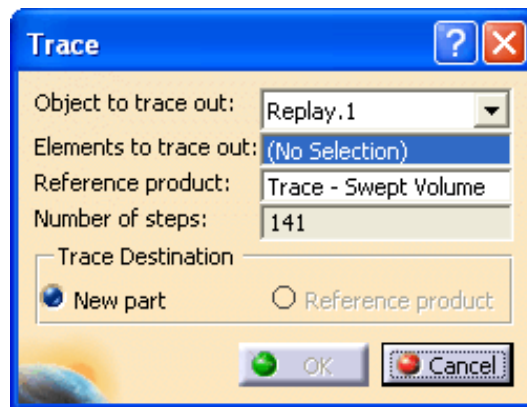 Trace
Object to trace out: Replay.1
Elements to trace out: (No Selection)
Reference product: Trace - Swept Volume
Number of steps: 141
Trace Destination
New part Reference product
OK Cancel